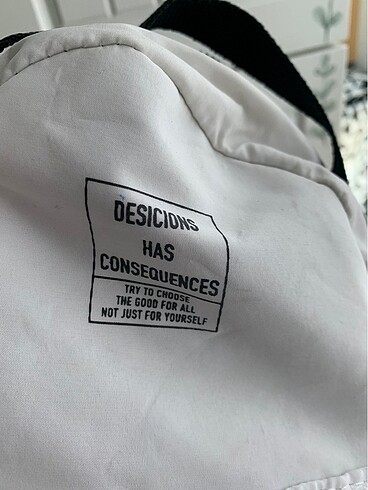 DESICIONS
HAS
CONSEQUENCES
TRY TO CHOOSE
THE GOOD FOR ALL
NOT JUST FOR YOURSELF